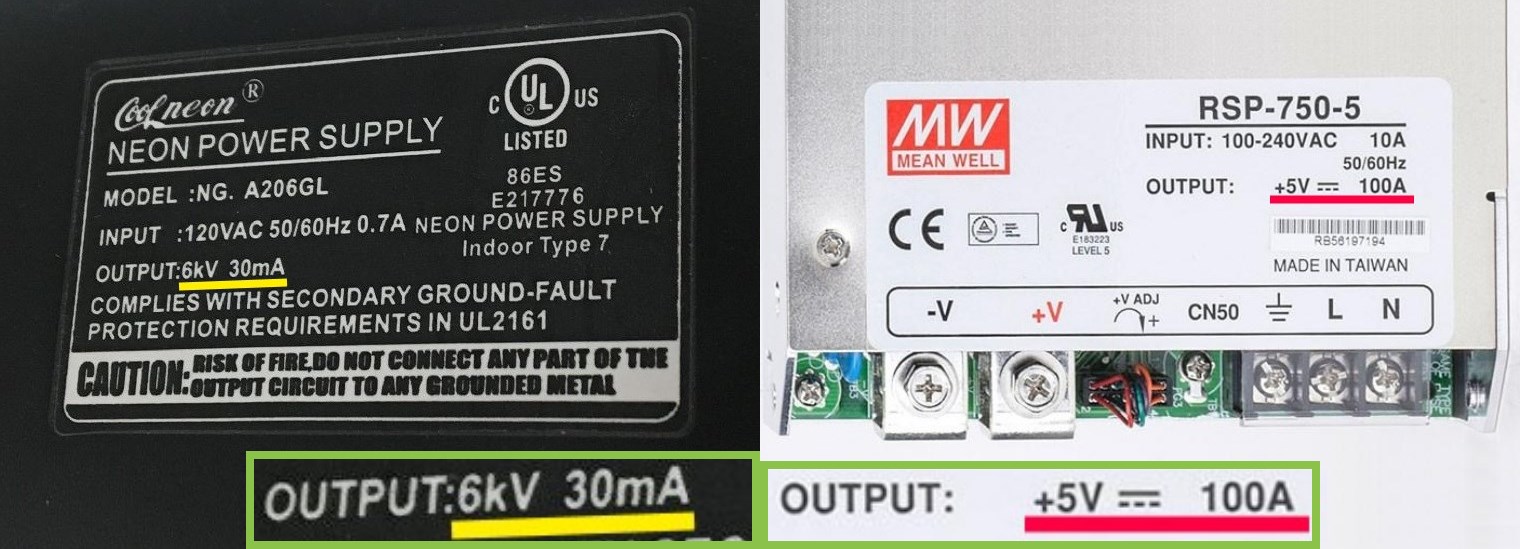 Coolneon®
NEON POWER SUPPLY
C UL US
LISTED
MODEL :NG. A206GL
86ES
E217776
INPUT :120VAC 50/60Hz 0.7A
NEON POWER SUPPLY
Indoor Type 7
OUTPUT:6kV 30mA
COMPLIES WITH SECONDARY GROUND-FAULT
PROTECTION REQUIREMENTS IN UL2161
CAUTION: RISK OF FIRE,DO NOT CONNECT ANY PART OF THE
OUTPUT CIRCUIT TO ANY GROUNDED METAL
OUTPUT:6kV 30mA
MW
MEAN WELL
RSP-750-5
INPUT: 100-240VAC 10A
50/60Hz
OUTPUT: +5V 100A
CE
C US
E183223
LEVEL 5
RB56197194
MADE IN TAIWAN
-V +V +V ADJ + CN50 L N
OUTPUT: +5V 100A